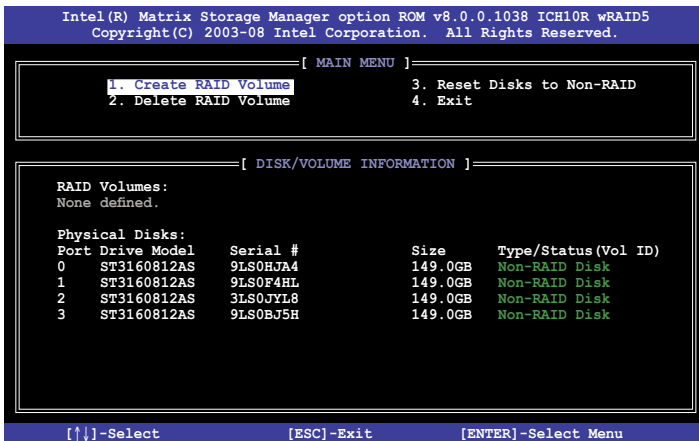 Intel(R) Matrix Storage Manager option ROM v8.0.0.1038 ICH10R wRAID5
Copyright(C) 2003-08 Intel Corporation. All Rights Reserved.
[ MAIN MENU ]
1. Create RAID Volume 3. Reset Disks to Non-RAID
2. Delete RAID Volume 4. Exit
[ DISK/VOLUME INFORMATION ]
RAID Volumes:
None defined.
Physical Disks:
Port Drive Model Serial # Size Type/Status(Vol ID)
0 ST3160812AS 9LS0HJA4 149.0GB Non-RAID Disk
1 ST3160812AS 9LS0F4HL 149.0GB Non-RAID Disk
2 ST3160812AS 3LS0JYL8 149.0GB Non-RAID Disk
3 ST3160812AS 9LS0BJ5H 149.0GB Non-RAID Disk
[↑↓]-Select [ESC]-Exit [ENTER]-Select Menu